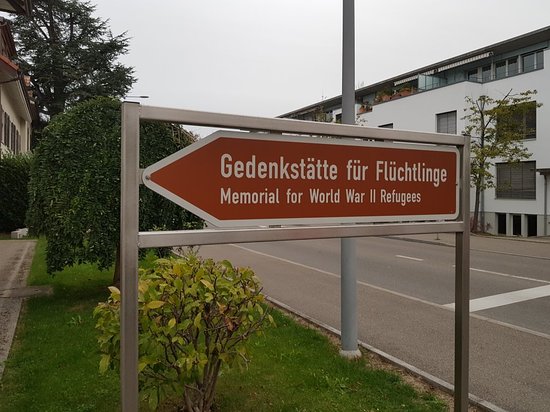 Gedenkstätte für Flüchtlinge
Memorial for World War II Refugees